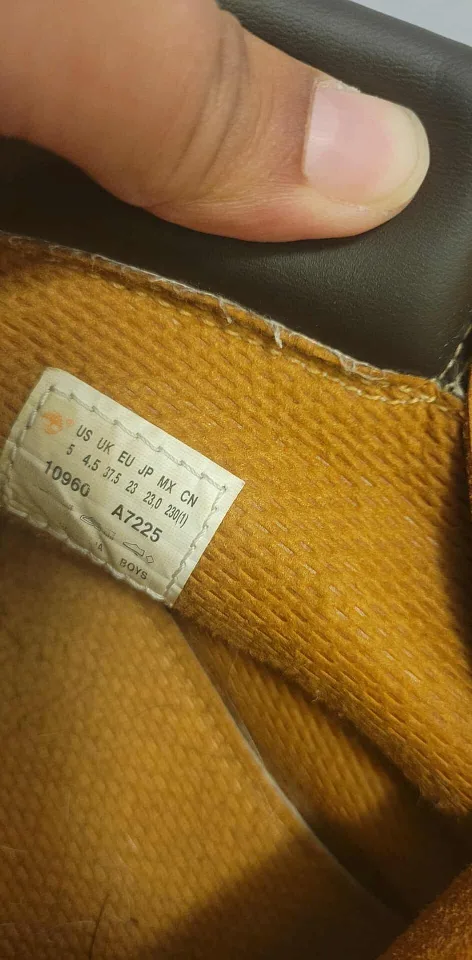 US UK EU JP MX CN
5 4.5 37.5 23 23.0 230(1)
10960 A7225
BOYS